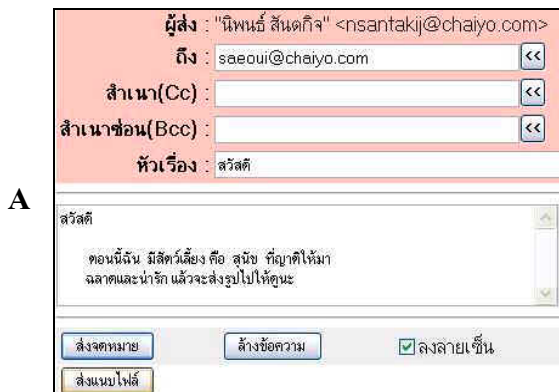 ผู้ส่ง : "นิพนธ์ สันตกิจ" <nsantakij@chaiyo.com>
ถึง : saeoui@chaiyo.com <<
สำเนา(Cc) : <<
สำเนาซ่อน(Bcc) : <<
หัวเรื่อง : สวัสดี
A
สวัสดี
ตอนนี้ฉัน มีสัตว์เลี้ยง คือ สุนัข ที่ญาติให้มา
ฉลาดและน่ารัก แล้วจะส่งรูปไปให้ดูนะ
ส่งจดหมาย ล้างข้อความ ลงลายเซ็น
ส่งแนบไฟล์